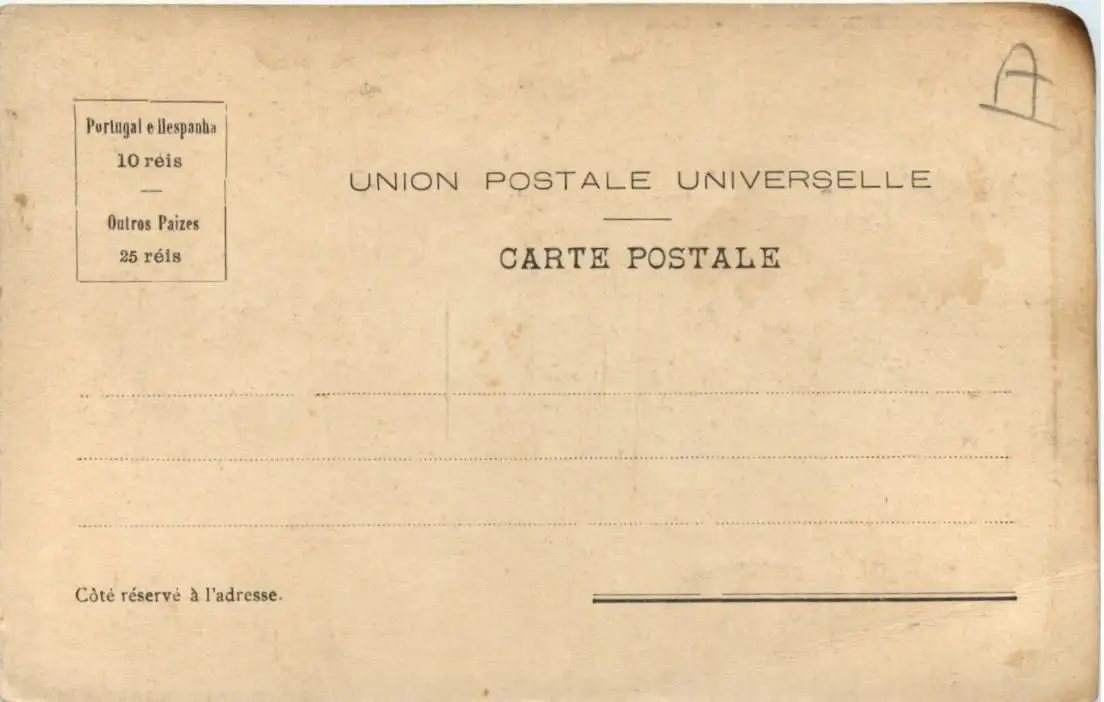 Portugal e Hespanha
10 réis
Outros Paizes
25 réis
A
UNION POSTALE UNIVERSELLE
CARTE POSTALE
Côté réservé à l'adresse.